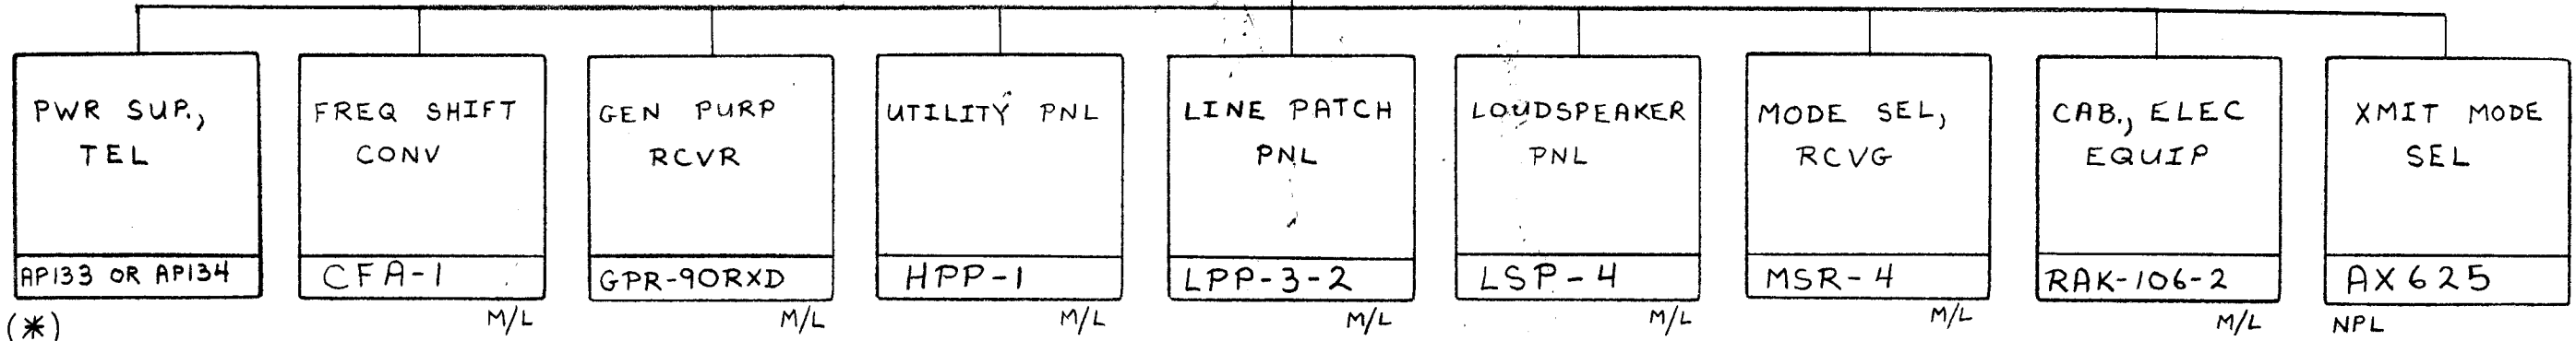 PWR SUP.,
TEL
AP133 OR AP134
(*)
FREQ SHIFT
CONV
CFA-1
M/L
GEN PURP
RCVR
GPR-90RXD
M/L
UTILITY PNL
HPP-1
M/L
LINE PATCH
PNL
LPP-3-2
M/L
LOUDSPEAKER
PNL
LSP-4
M/L
MODE SEL,
RCVG
MSR-4
M/L
CAB., ELEC
EQUIP
RAK-106-2
M/L
XMIT MODE
SEL
AX625
NPL